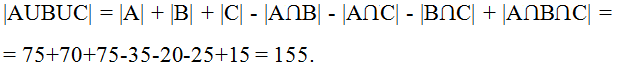 |AUBUC| = |A| + |B| + |C| - |A∩B| - |A∩C| - |B∩C| + |A∩B∩C| =
= 75+70+75-35-20-25+15 = 155.